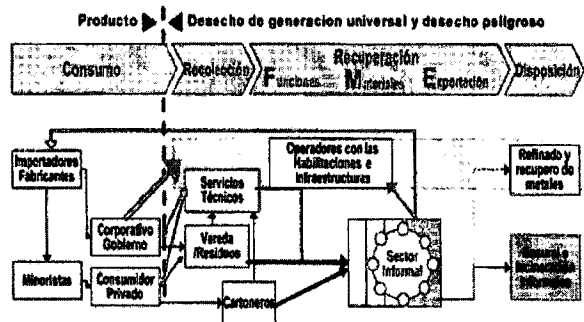 Producto Desecho de generacion universal y desecho peligroso
Consumo
Recolección
Recuperación
Funciones Materiales Exportación
Disposición
Importadores
Fabricantes
Operadores con las
Habilitaciones e
Infraestructuras
Refinado y
recupero de
metales
Servicios
Técnicos
Corporativo
Gobierno
Vereda
/Residuos
Sector
Informal
Minoristas
Consumidor
Privado
Cartoneros